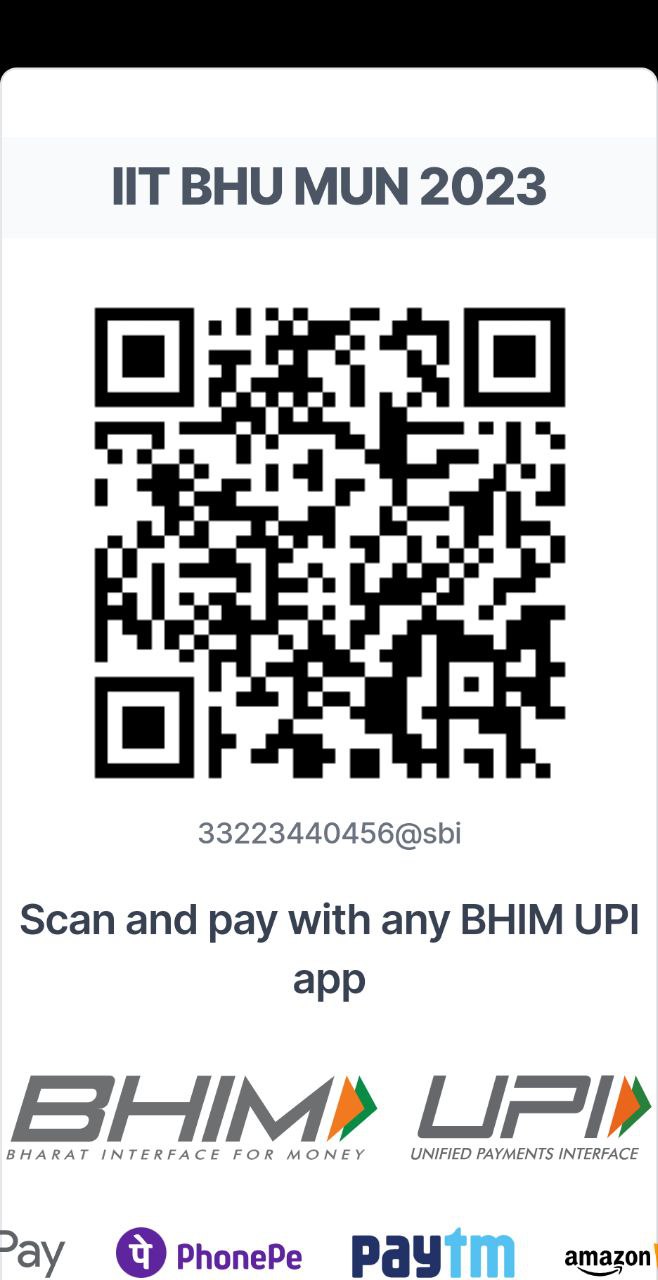 IIT BHU MUN 2023
33223440456@sbi
Scan and pay with any BHIM UPI
app
BHIM UPI
BHARAT INTERFACE FOR MONEY UNIFIED PAYMENTS INTERFACE
Pay पे PhonePe paytm amazon